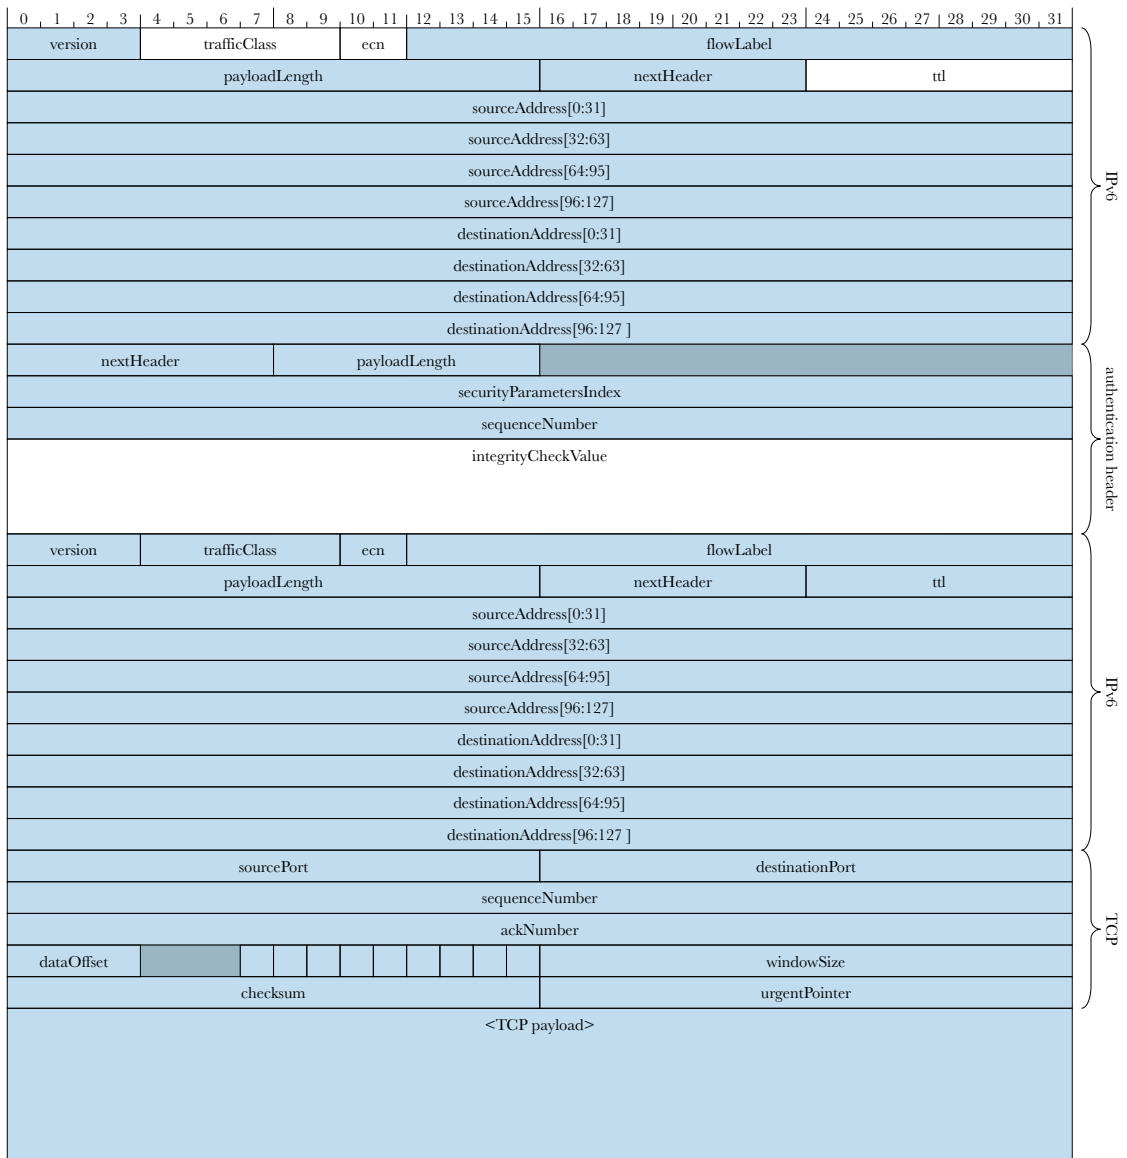 0 1 2 3 4 5 6 7 8 9 10 11 12 13 14 15 16 17 18 19 20 21 22 23 24 25 26 27 28 29 30 31
version trafficClass ecn flowLabel
payloadLength nextHeader ttl
sourceAddress[0:31]
sourceAddress[32:63]
sourceAddress[64:95]
sourceAddress[96:127]
destinationAddress[0:31]
destinationAddress[32:63]
destinationAddress[64:95]
destinationAddress[96:127 ]
IPv6
nextHeader payloadLength
securityParametersIndex
sequenceNumber
integrityCheckValue
authentication header
version trafficClass ecn flowLabel
payloadLength nextHeader ttl
sourceAddress[0:31]
sourceAddress[32:63]
sourceAddress[64:95]
sourceAddress[96:127]
destinationAddress[0:31]
destinationAddress[32:63]
destinationAddress[64:95]
destinationAddress[96:127 ]
IPv6
sourcePort destinationPort
sequenceNumber
ackNumber
dataOffset windowSize
checksum urgentPointer
TCP
<TCP payload>